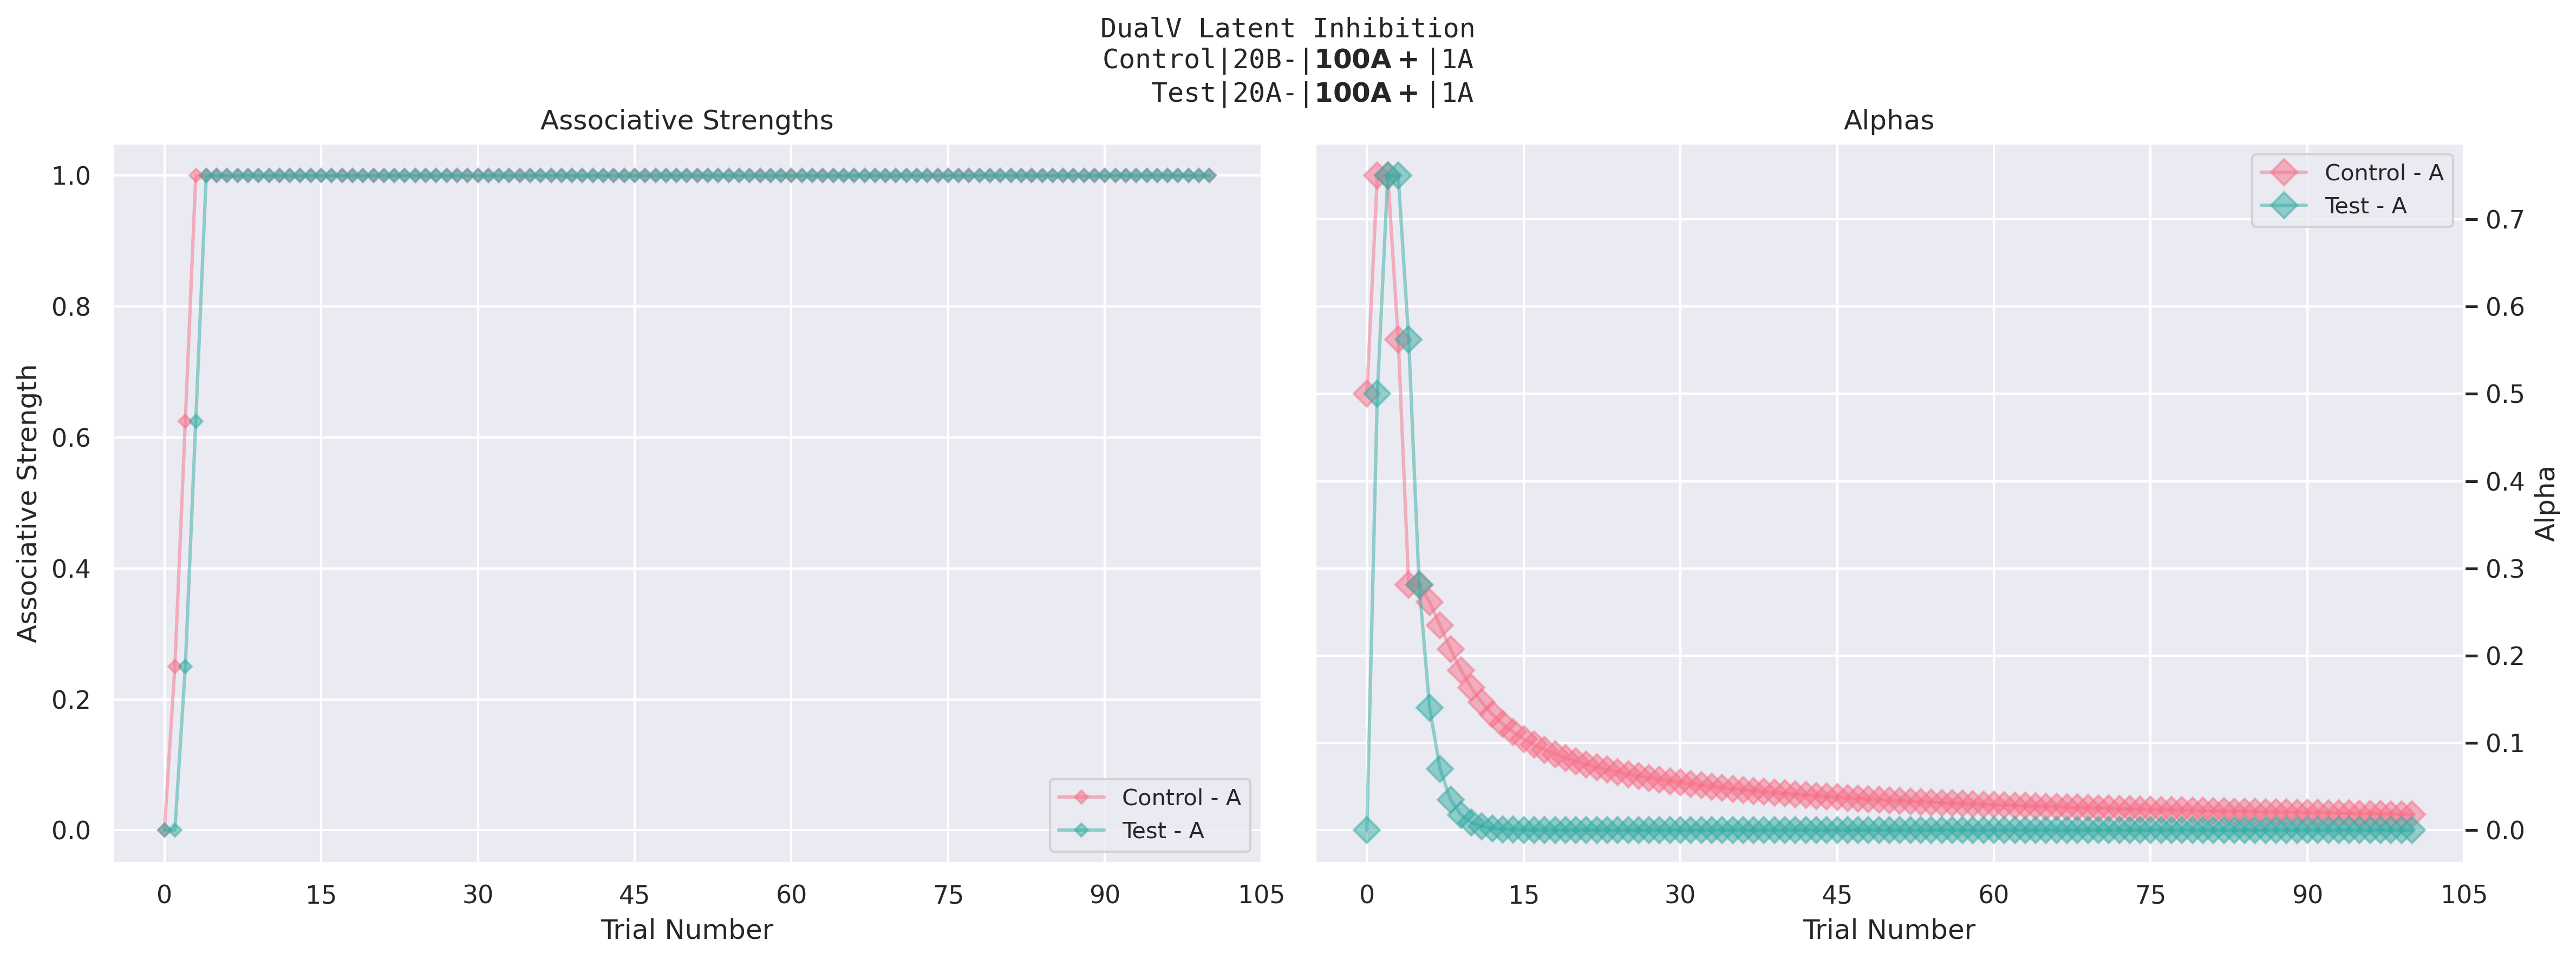 DualV Latent Inhibition
Control|20B-|100A+|1A
Test|20A-|100A+|1A
Associative Strengths
Associative Strength
1.0
0.8
0.6
0.4
0.2
0.0
0 15 30 45 60 75 90 105
Trial Number
Control - A
Test - A
Alphas
Control - A
Test - A
0.7
0.6
0.5
0.4
0.3
0.2
0.1
0.0
Alpha
0 15 30 45 60 75 90 105
Trial Number